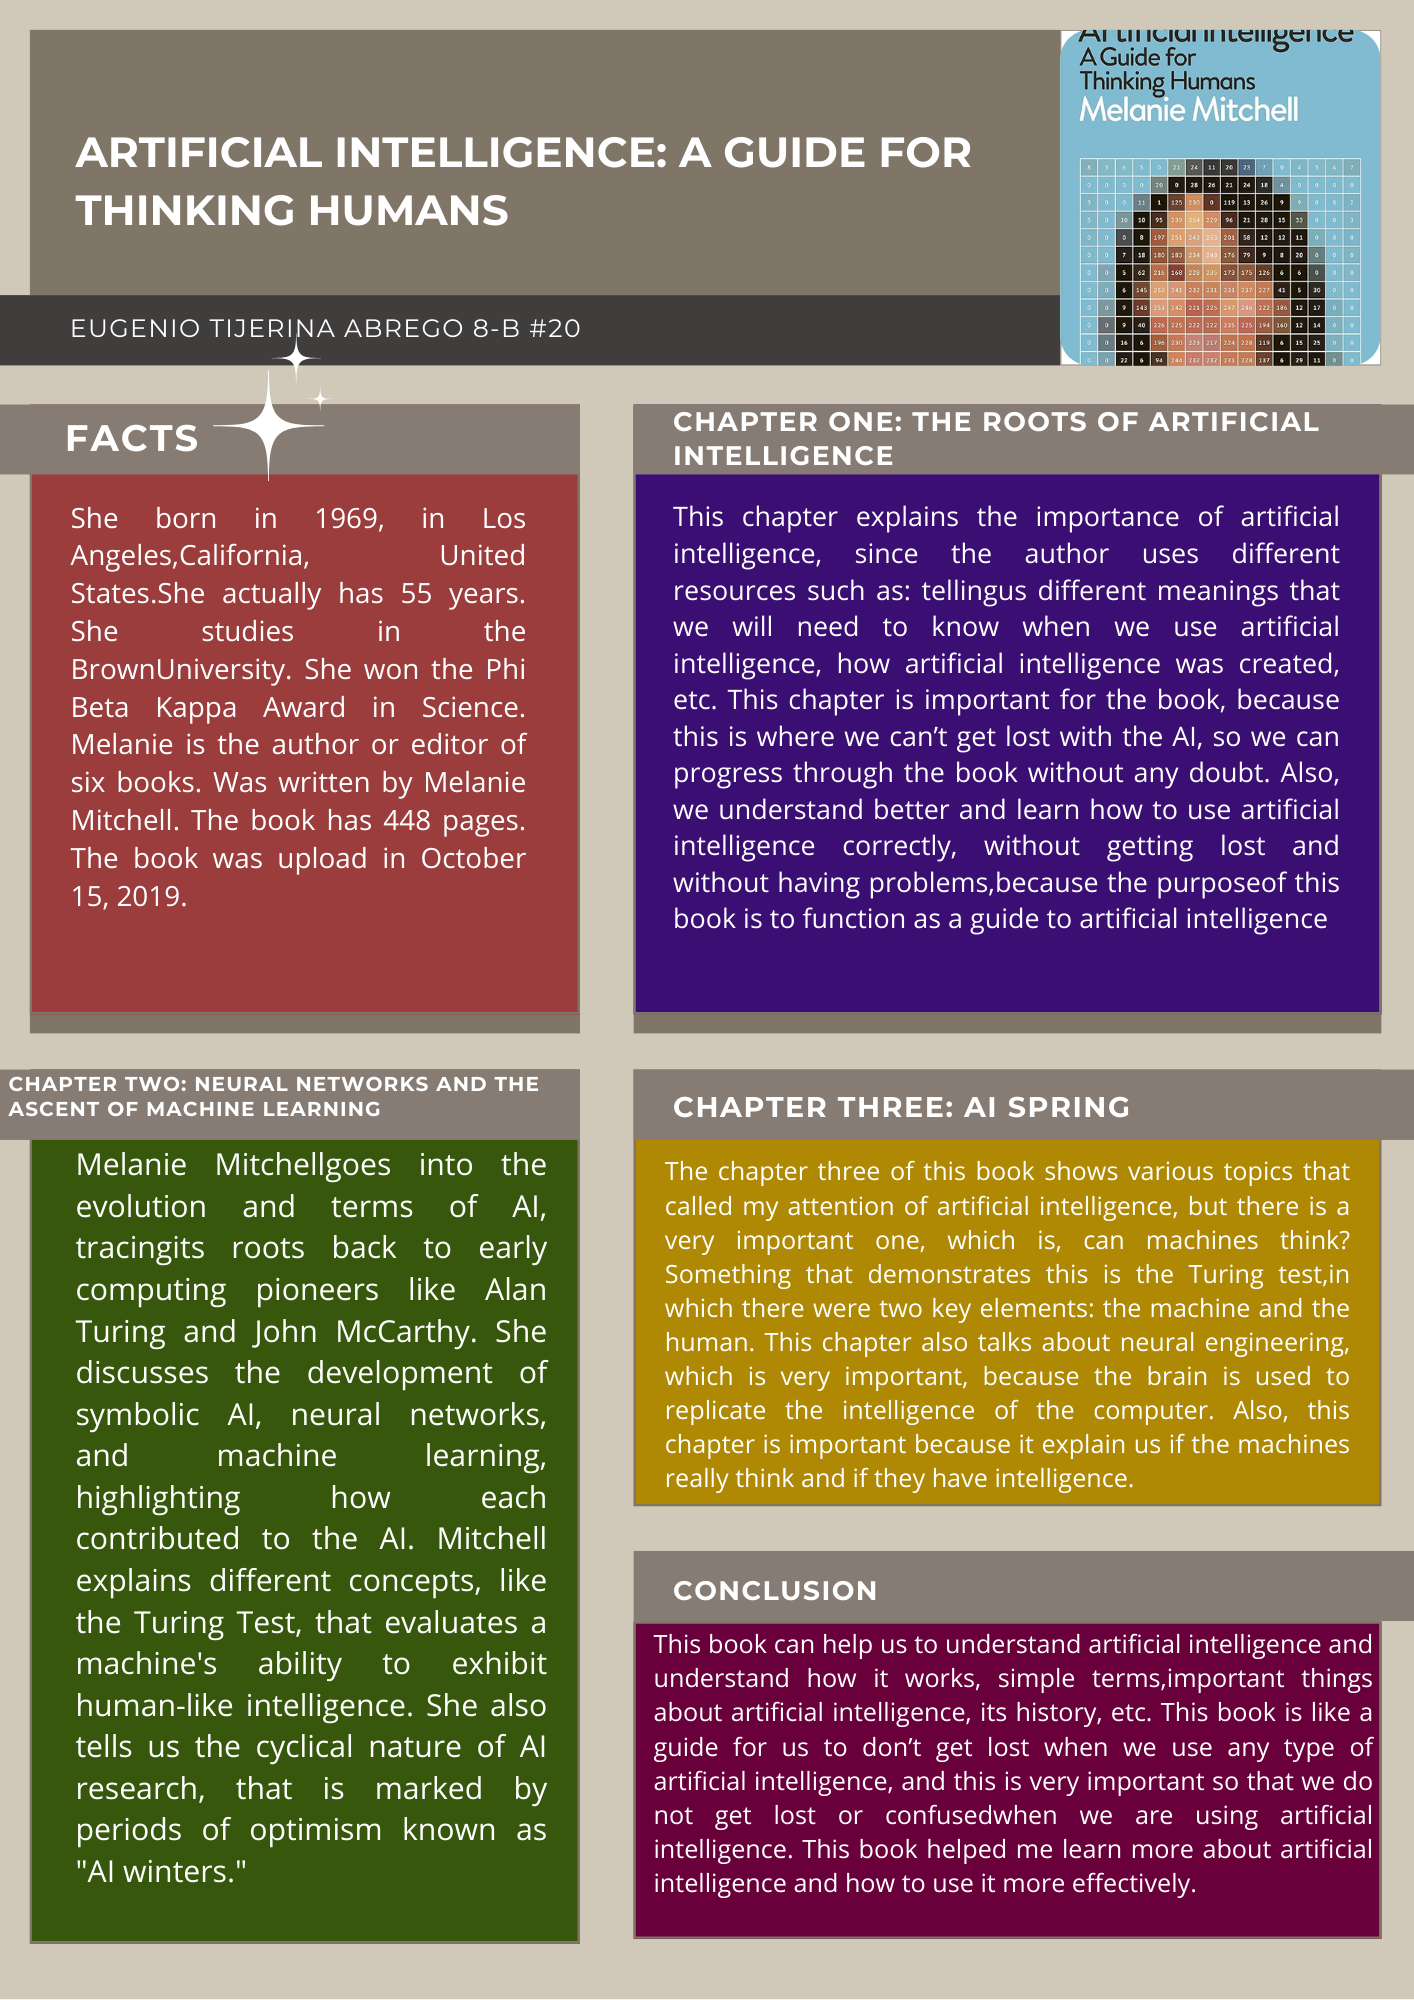 ARTIFICIAL INTELLIGENCE: A GUIDE FOR
THINKING HUMANS
EUGENIO TIJERINA ABREGO 8-B #20
Artificial Intelligence
A Guide for
Thinking Humans
Melanie Mitchell
FACTS
She born in 1969, in Los
Angeles,California, United
States.She actually has 55 years.
She studies in the
BrownUniversity. She won the Phi
Beta Kappa Award in Science.
Melanie is the author or editor of
six books. Was written by Melanie
Mitchell. The book has 448 pages.
The book was upload in October
15, 2019.
CHAPTER ONE: THE ROOTS OF ARTIFICIAL
INTELLIGENCE
This chapter explains the importance of artificial
intelligence, since the author uses different
resources such as: tellingus different meanings that
we will need to know when we use artificial
intelligence, how artificial intelligence was created,
etc. This chapter is important for the book, because
this is where we can’t get lost with the AI, so we can
progress through the book without any doubt. Also,
we understand better and learn how to use artificial
intelligence correctly, without getting lost and
without having problems,because the purposeof this
book is to function as a guide to artificial intelligence
CHAPTER TWO: NEURAL NETWORKS AND THE
ASCENT OF MACHINE LEARNING
Melanie Mitchellgoes into the
evolution and terms of AI,
tracingits roots back to early
computing pioneers like Alan
Turing and John McCarthy. She
discusses the development of
symbolic AI, neural networks,
and machine learning,
highlighting how each
contributed to the AI. Mitchell
explains different concepts, like
the Turing Test, that evaluates a
machine's ability to exhibit
human-like intelligence. She also
tells us the cyclical nature of AI
research, that is marked by
periods of optimism known as
"AI winters."
CHAPTER THREE: AI SPRING
The chapter three of this book shows various topics that
called my attention of artificial intelligence, but there is a
very important one, which is, can machines think?
Something that demonstrates this is the Turing test,in
which there were two key elements: the machine and the
human. This chapter also talks about neural engineering,
which is very important, because the brain is used to
replicate the intelligence of the computer. Also, this
chapter is important because it explain us if the machines
really think and if they have intelligence.
CONCLUSION
This book can help us to understand artificial intelligence and
understand how it works, simple terms,important things
about artificial intelligence, its history, etc. This book is like a
guide for us to don’t get lost when we use any type of
artificial intelligence, and this is very important so that we do
not get lost or confusedwhen we are using artificial
intelligence. This book helped me learn more about artificial
intelligence and how to use it more effectively.